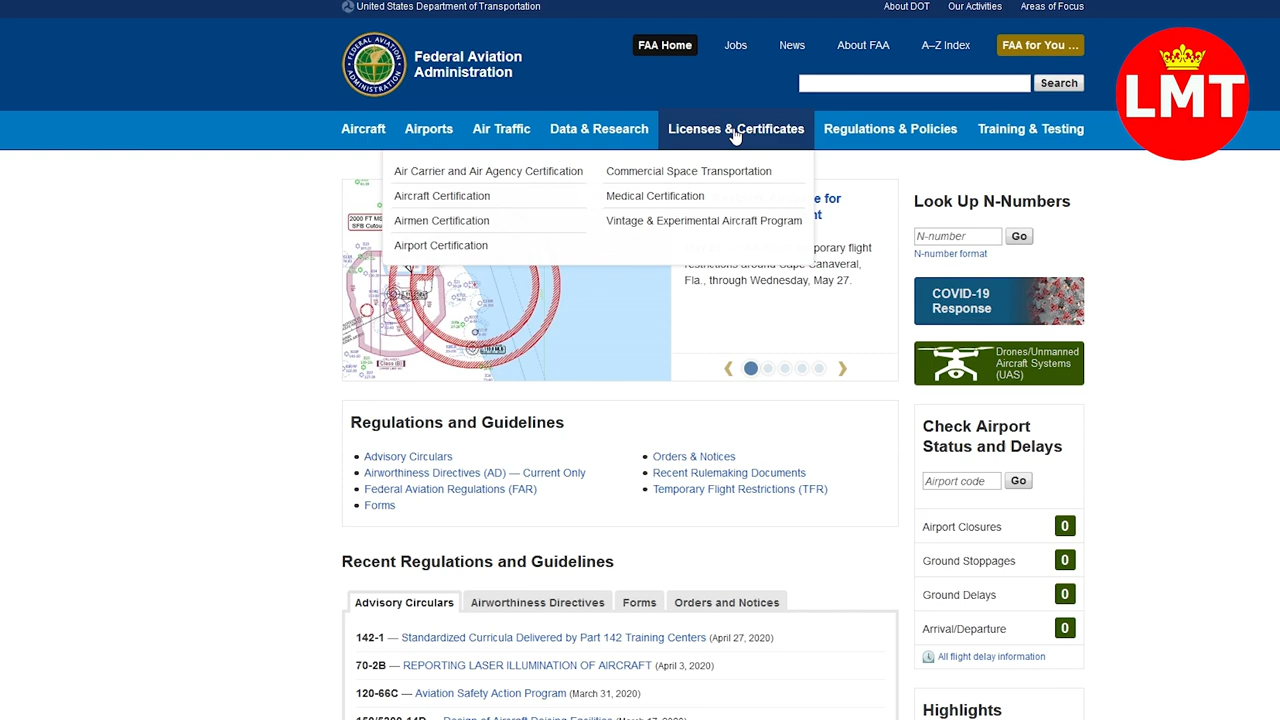 United States Department of Transportation
About DOT
Our Activities
Areas of Focus
Federal Aviation
Administration
FAA Home
Jobs
News
About FAA
A–Z Index
FAA for You ...
Search
LMT
Aircraft
Airports
Air Traffic
Data & Research
Licenses & Certificates
Regulations & Policies
Training & Testing
Air Carrier and Air Agency Certification
Commercial Space Transportation
Aircraft Certification
Medical Certification
Airmen Certification
Vintage & Experimental Aircraft Program
Airport Certification
e for
nt
porary flight
restrictions around Cape Canaveral,
Fla., through Wednesday, May 27.
2000 FT MS
SFB Cutou
Look Up N-Numbers
N-number
Go
N-number format
COVID-19
Response
Drones/Unmanned
Aircraft Systems
(UAS)
Regulations and Guidelines
Advisory Circulars
Airworthiness Directives (AD) — Current Only
Federal Aviation Regulations (FAR)
Forms
Orders & Notices
Recent Rulemaking Documents
Temporary Flight Restrictions (TFR)
Check Airport
Status and Delays
Airport code
Go
Airport Closures 0
Ground Stoppages 0
Ground Delays 0
Arrival/Departure 0
All flight delay information
Highlights
Recent Regulations and Guidelines
Advisory Circulars
Airworthiness Directives
Forms
Orders and Notices
142-1 — Standardized Curricula Delivered by Part 142 Training Centers (April 27, 2020)
70-2B — REPORTING LASER ILLUMINATION OF AIRCRAFT (April 3, 2020)
120-66C — Aviation Safety Action Program (March 31, 2020)